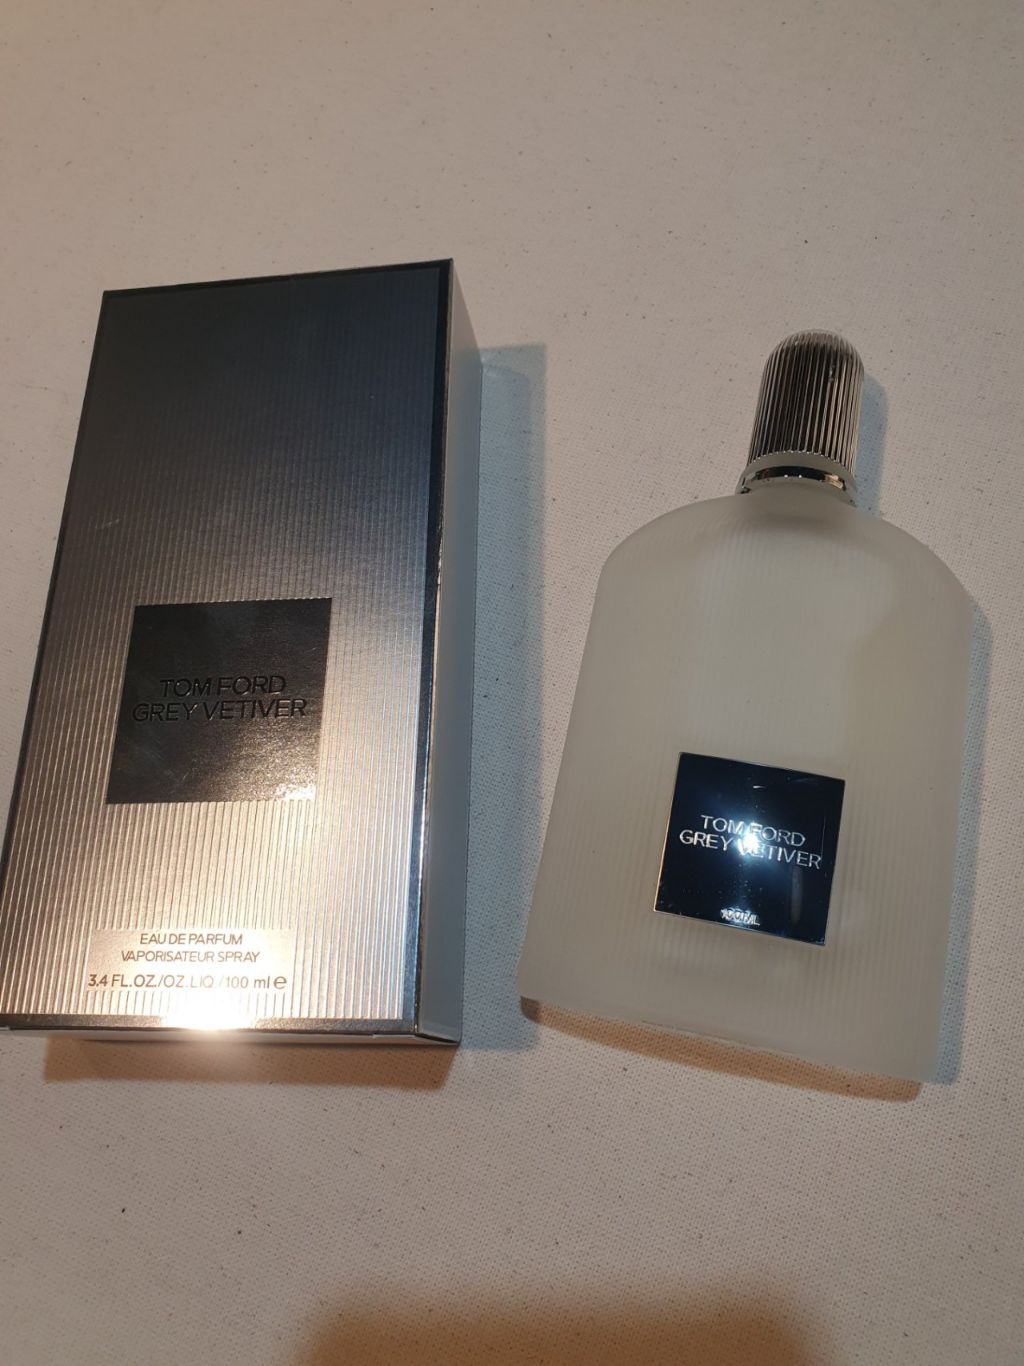 TOM FORD
GREY VETIVER
EAU DE PARFUM
VAPORISATEUR SPRAY
3.4 FL.OZ./OZ.LIQ./100 ml e
TOM FORD
GREY VETIVER
100ML